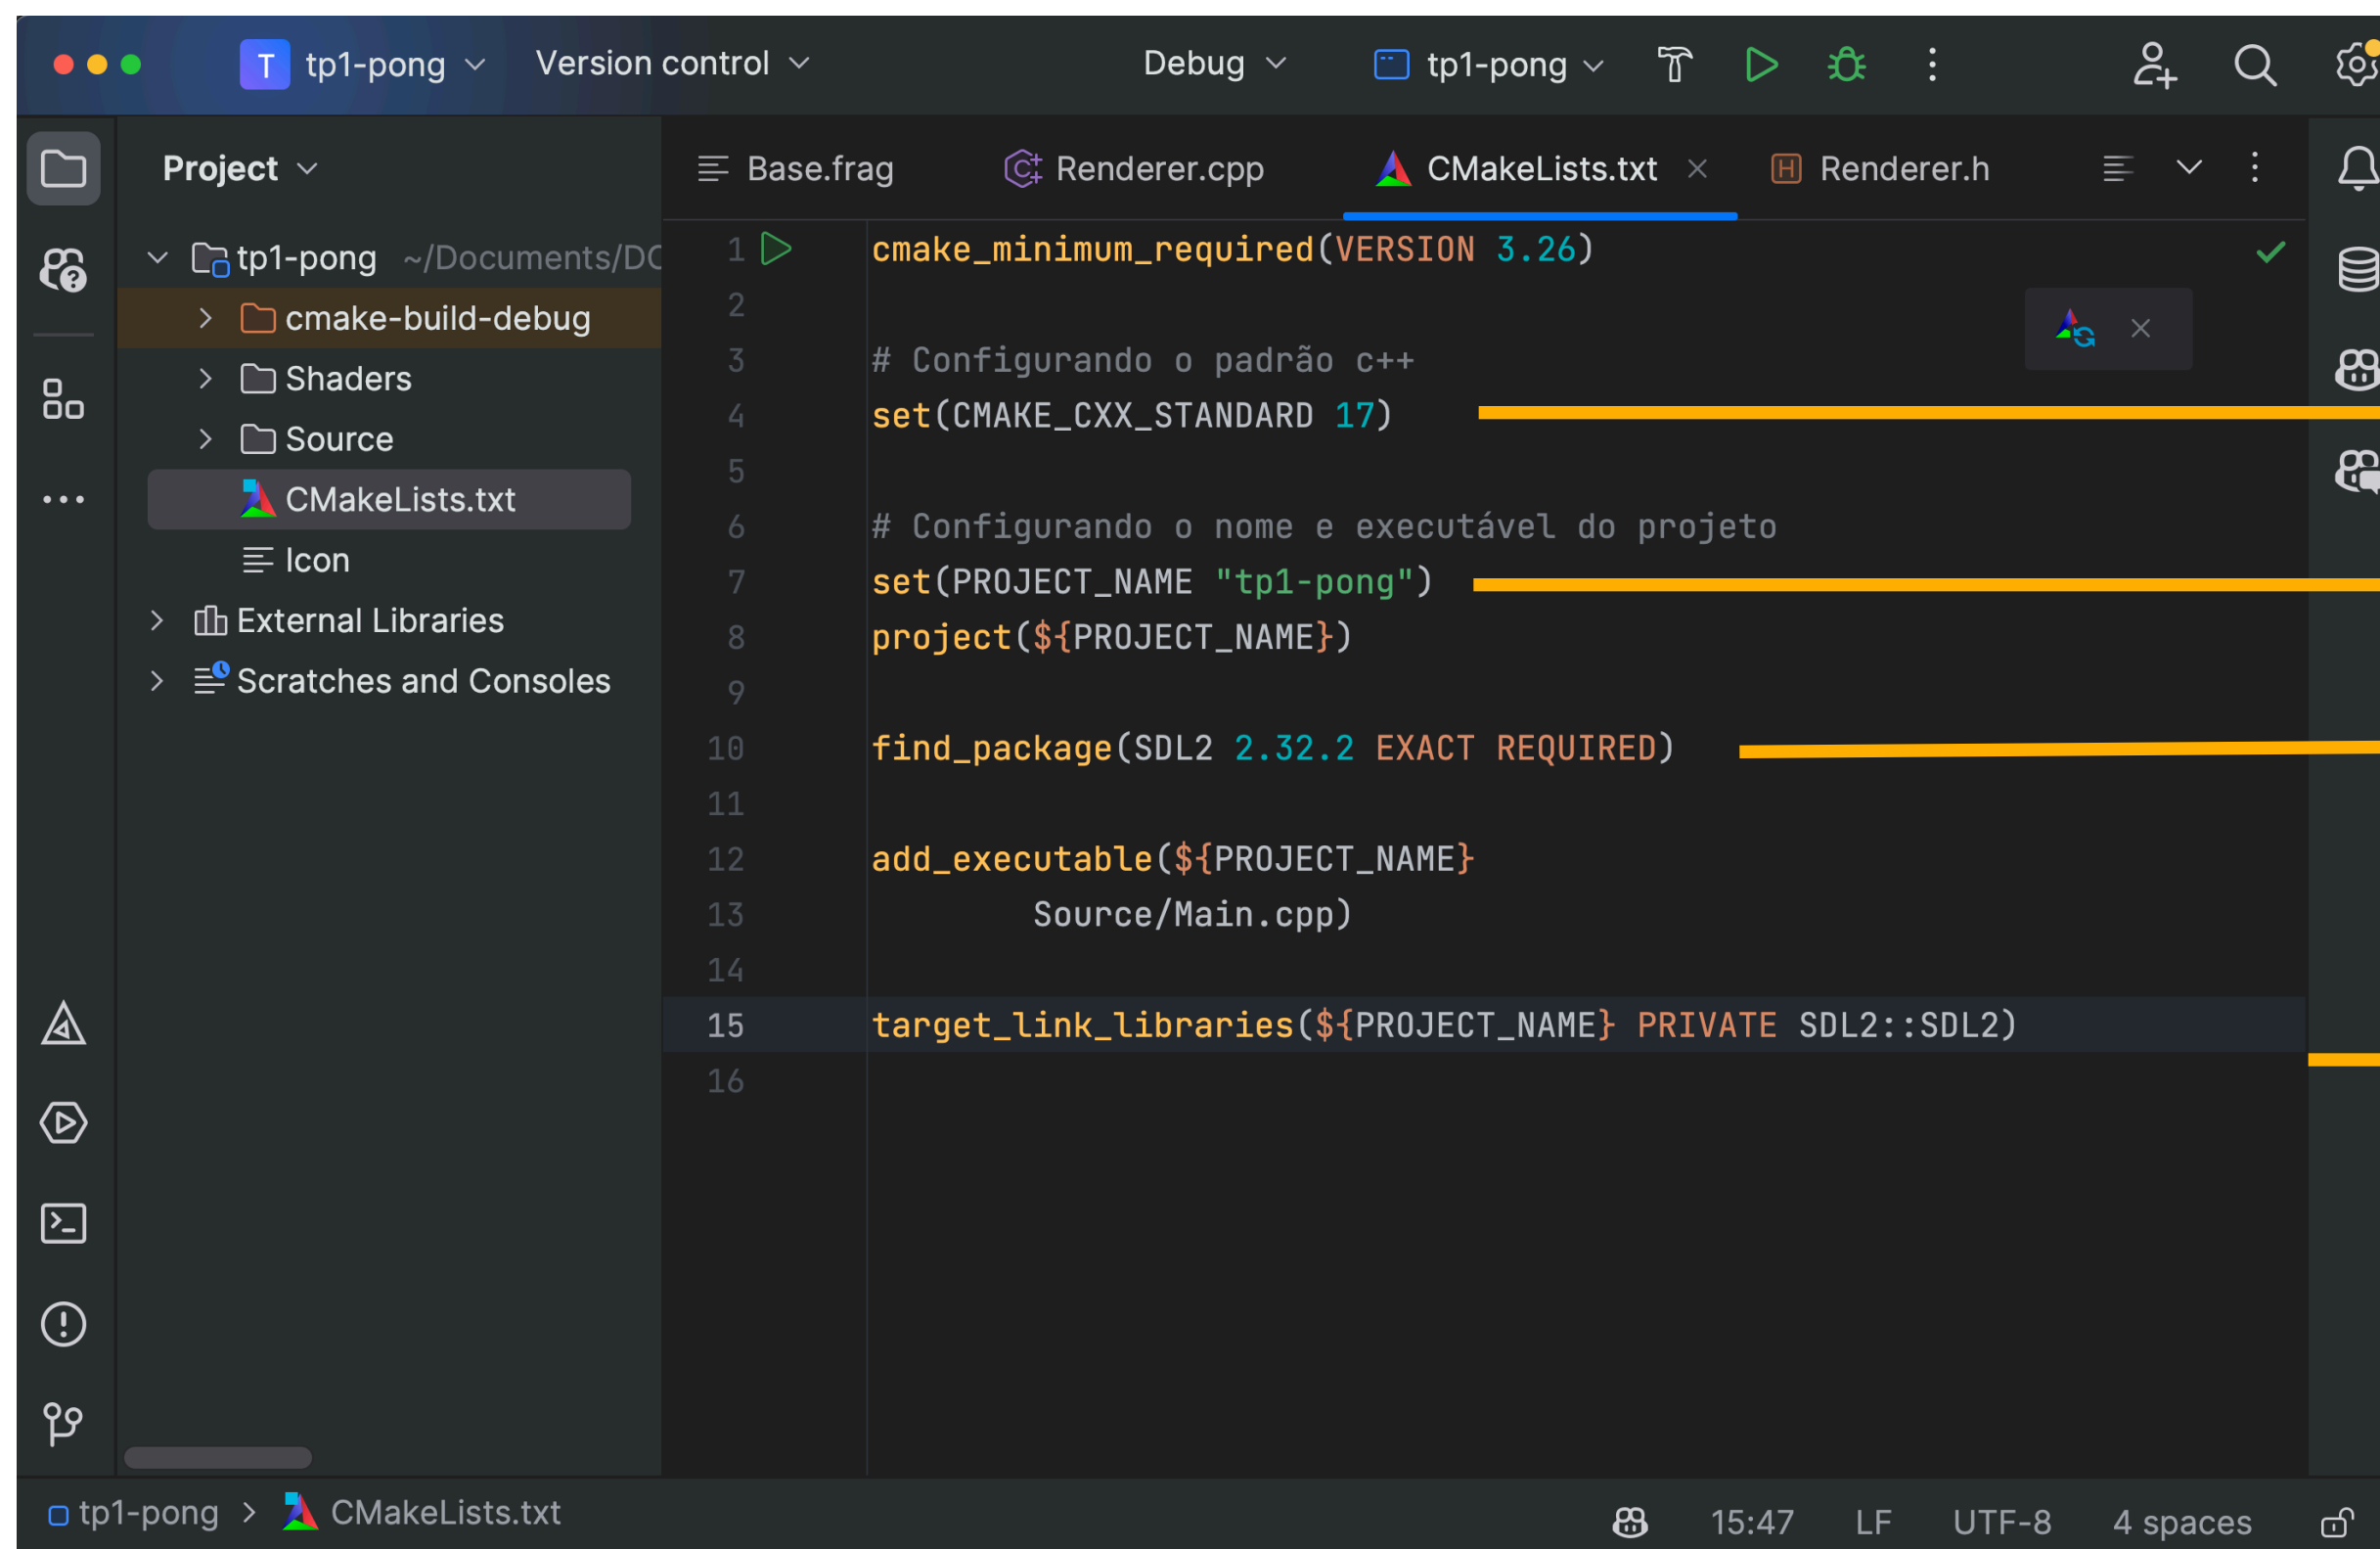 T tp1-pong Version control Debug tp1-pong
Project
Base.frag Renderer.cpp CMakeLists.txt Renderer.h
tp1-pong ~/Documents/DC
cmake-build-debug
Shaders
Source
CMakeLists.txt
Icon
External Libraries
Scratches and Consoles
1 cmake_minimum_required(VERSION 3.26)
2
3 # Configurando o padrão c++
4 set(CMAKE_CXX_STANDARD 17)
5
6 # Configurando o nome e executável do projeto
7 set(PROJECT_NAME "tp1-pong")
8 project(${PROJECT_NAME})
9
10 find_package(SDL2 2.32.2 EXACT REQUIRED)
11
12 add_executable(${PROJECT_NAME}
13 Source/Main.cpp)
14
15 target_link_libraries(${PROJECT_NAME} PRIVATE SDL2::SDL2)
16
tp1-pong > CMakeLists.txt 15:47 LF UTF-8 4 spaces